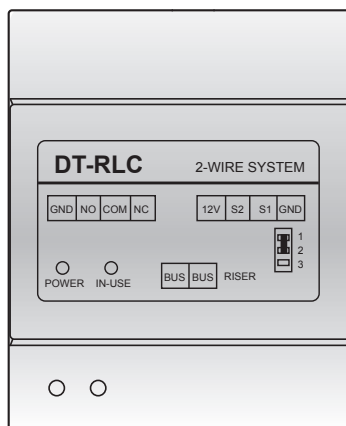 DT-RLC 2-WIRE SYSTEM
GND NO COM NC 12V S2 S1 GND
1
2
3
POWER IN-USE BUS BUS RISER